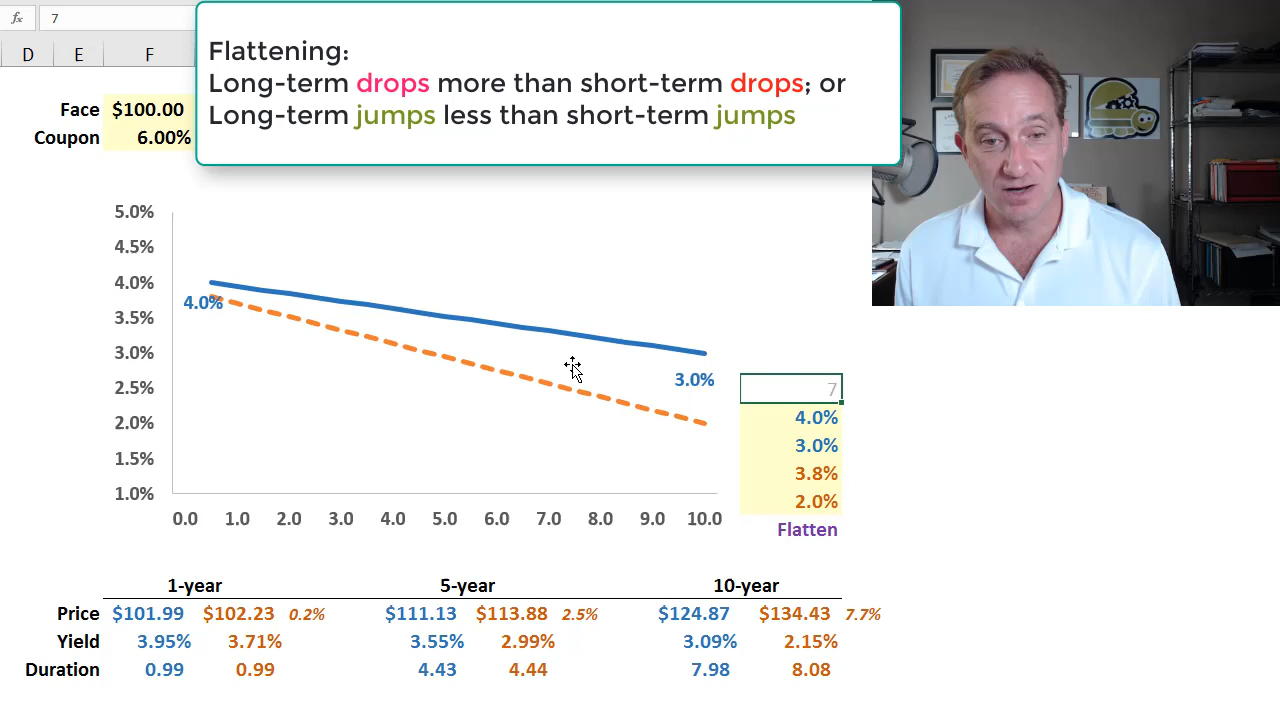 fx 7
D E F
Flattening:
Long-term drops more than short-term drops; or
Long-term jumps less than short-term jumps
Face $100.00
Coupon 6.00%
5.0%
4.5%
4.0%
3.5%
3.0%
2.5%
2.0%
1.5%
1.0%
4.0%
3.0%
0.0 1.0 2.0 3.0 4.0 5.0 6.0 7.0 8.0 9.0 10.0
7
4.0%
3.0%
3.8%
2.0%
Flatten
1-year 5-year 10-year
Price $101.99 $102.23 0.2% $111.13 $113.88 2.5% $124.87 $134.43 7.7%
Yield 3.95% 3.71% 3.55% 2.99% 3.09% 2.15%
Duration 0.99 0.99 4.43 4.44 7.98 8.08